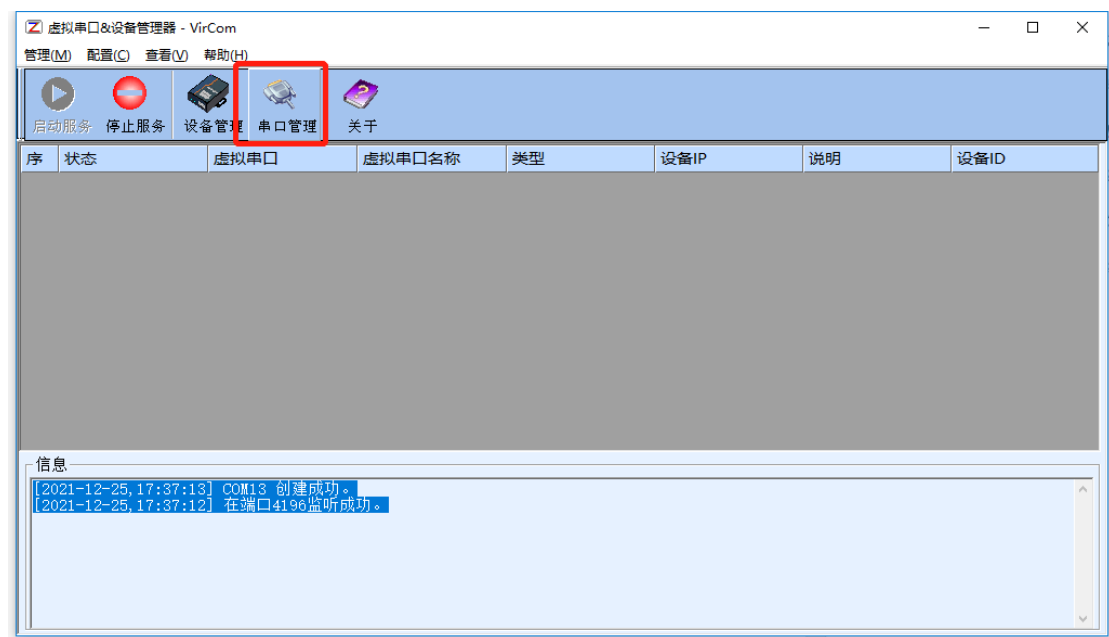 Z 虚拟串口&设备管理器 - VirCom
管理(M) 配置(C) 查看(V) 帮助(H)
启动服务 停止服务 设备管理 串口管理 关于
序 状态 虚拟串口 虚拟串口名称 类型 设备IP 说明 设备ID
信息
[2021-12-25,17:37:13] COM13 创建成功。
[2021-12-25,17:37:12] 在端口4196监听成功。